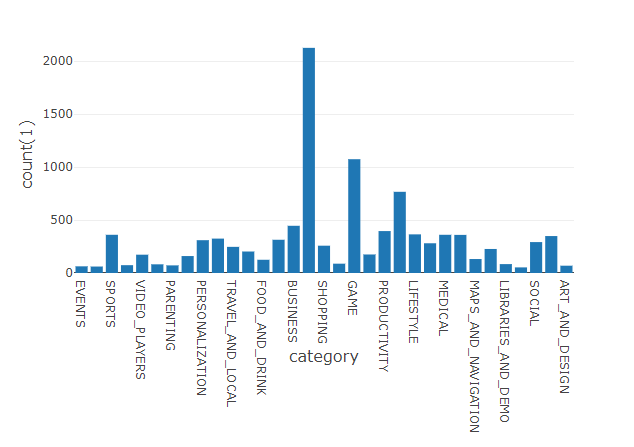 2000
1500
1000
500
0
count(1)
EVENTS
SPORTS
VIDEO_PLAYERS
PARENTING
PERSONALIZATION
TRAVEL_AND_LOCAL
FOOD_AND_DRINK
BUSINESS
SHOPPING
GAME
PRODUCTIVITY
LIFESTYLE
MEDICAL
MAPS_AND_NAVIGATION
LIBRARIES_AND_DEMO
SOCIAL
ART_AND_DESIGN
category